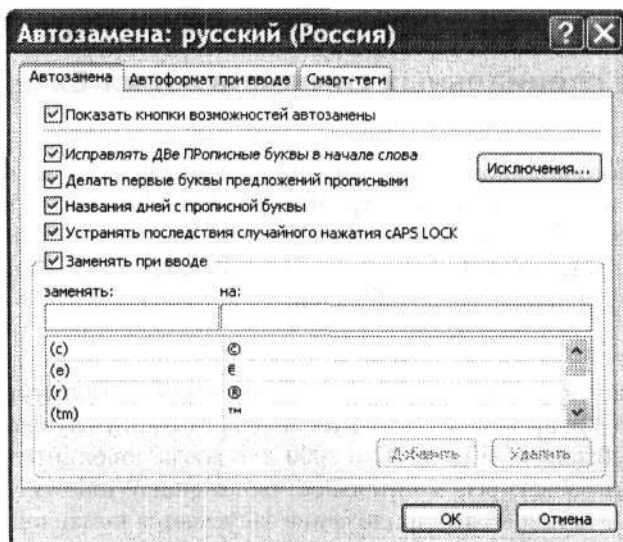 Автозамена: русский (Россия)
Автозамена Автоформат при вводе Смарт-теги
Показать кнопки возможностей автозамены
Исправлять ДВе ПРописные буквы в начале слова
Исключения...
Делать первые буквы предложений прописными
Названия дней с прописной буквы
Устранять последствия случайного нажатия cAPS LOCK
Заменять при вводе
заменять: на:
(c) ©
(e) €
(r) ®
(tm) ™
Добавить Удалить
OK Отмена